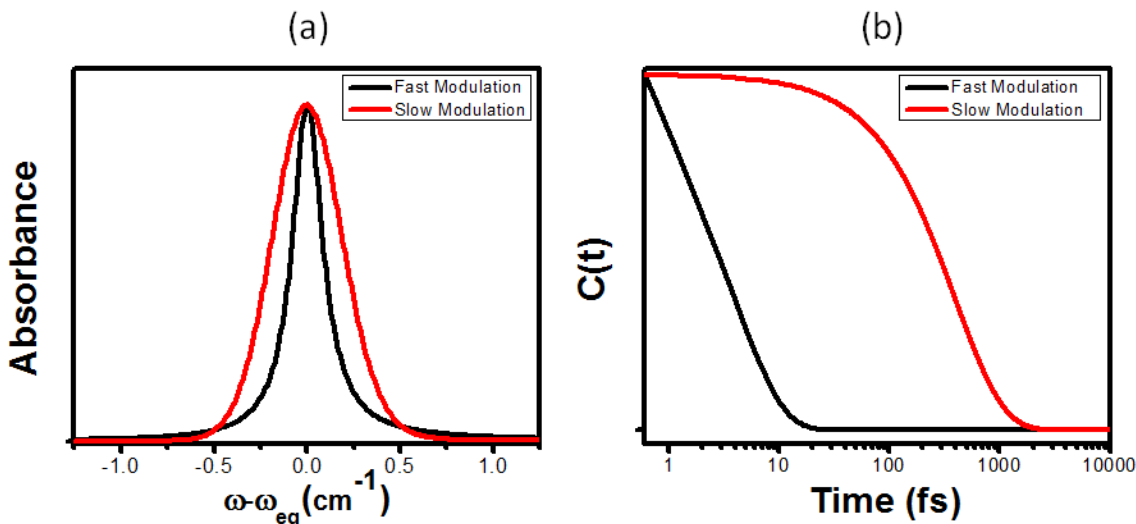 (a)
(b)
Fast Modulation
Slow Modulation
Fast Modulation
Slow Modulation
Absorbance
C(t)
-1.0 -0.5 0.0 0.5 1.0
1 10 100 1000 10000
ω-ω_eq(cm⁻¹)
Time (fs)